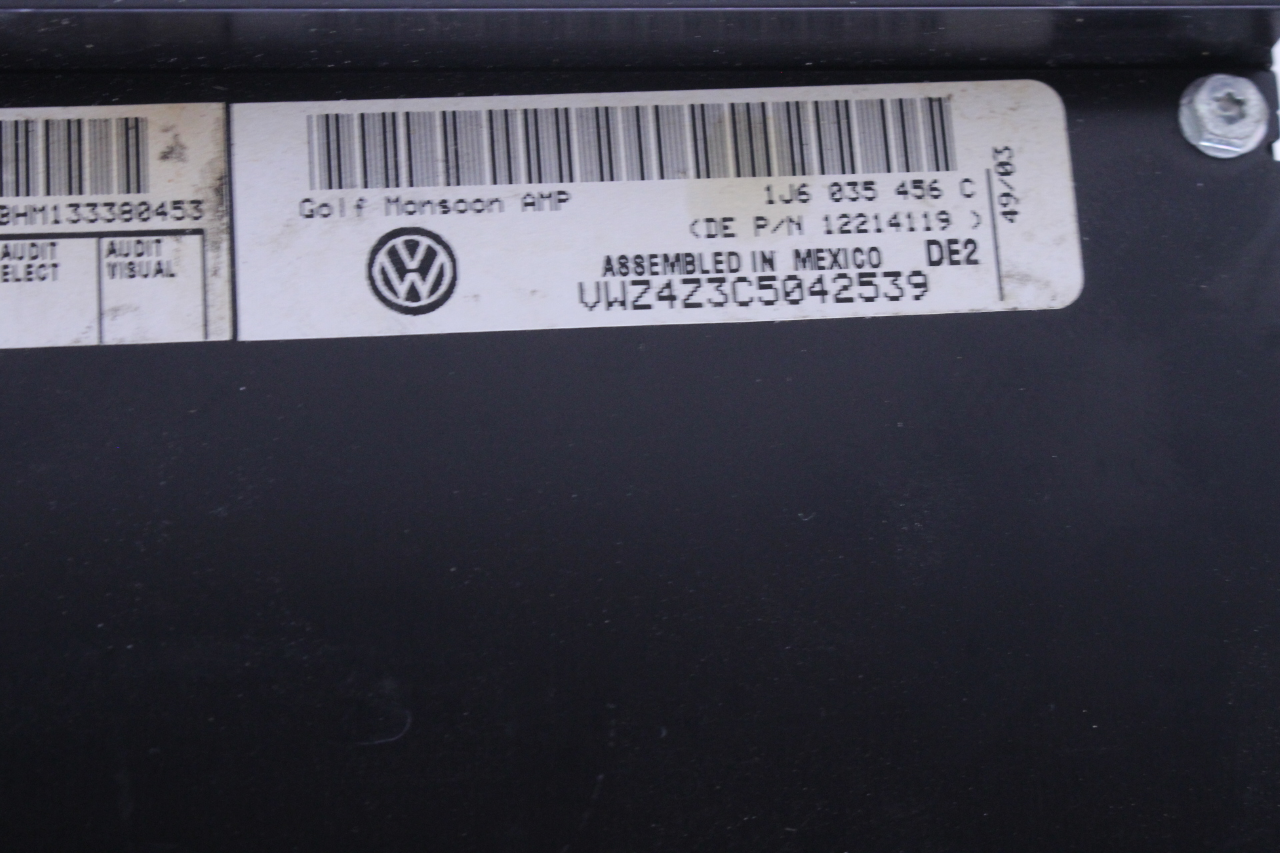 BHM133380453
AUDIT
ELECT
AUDIT
VISUAL
Golf Monsoon AMP
1J6 035 456 C
(DE P/N 12214119 )
ASSEMBLED IN MEXICO DE2
VWZ4Z3C5042539
49/03